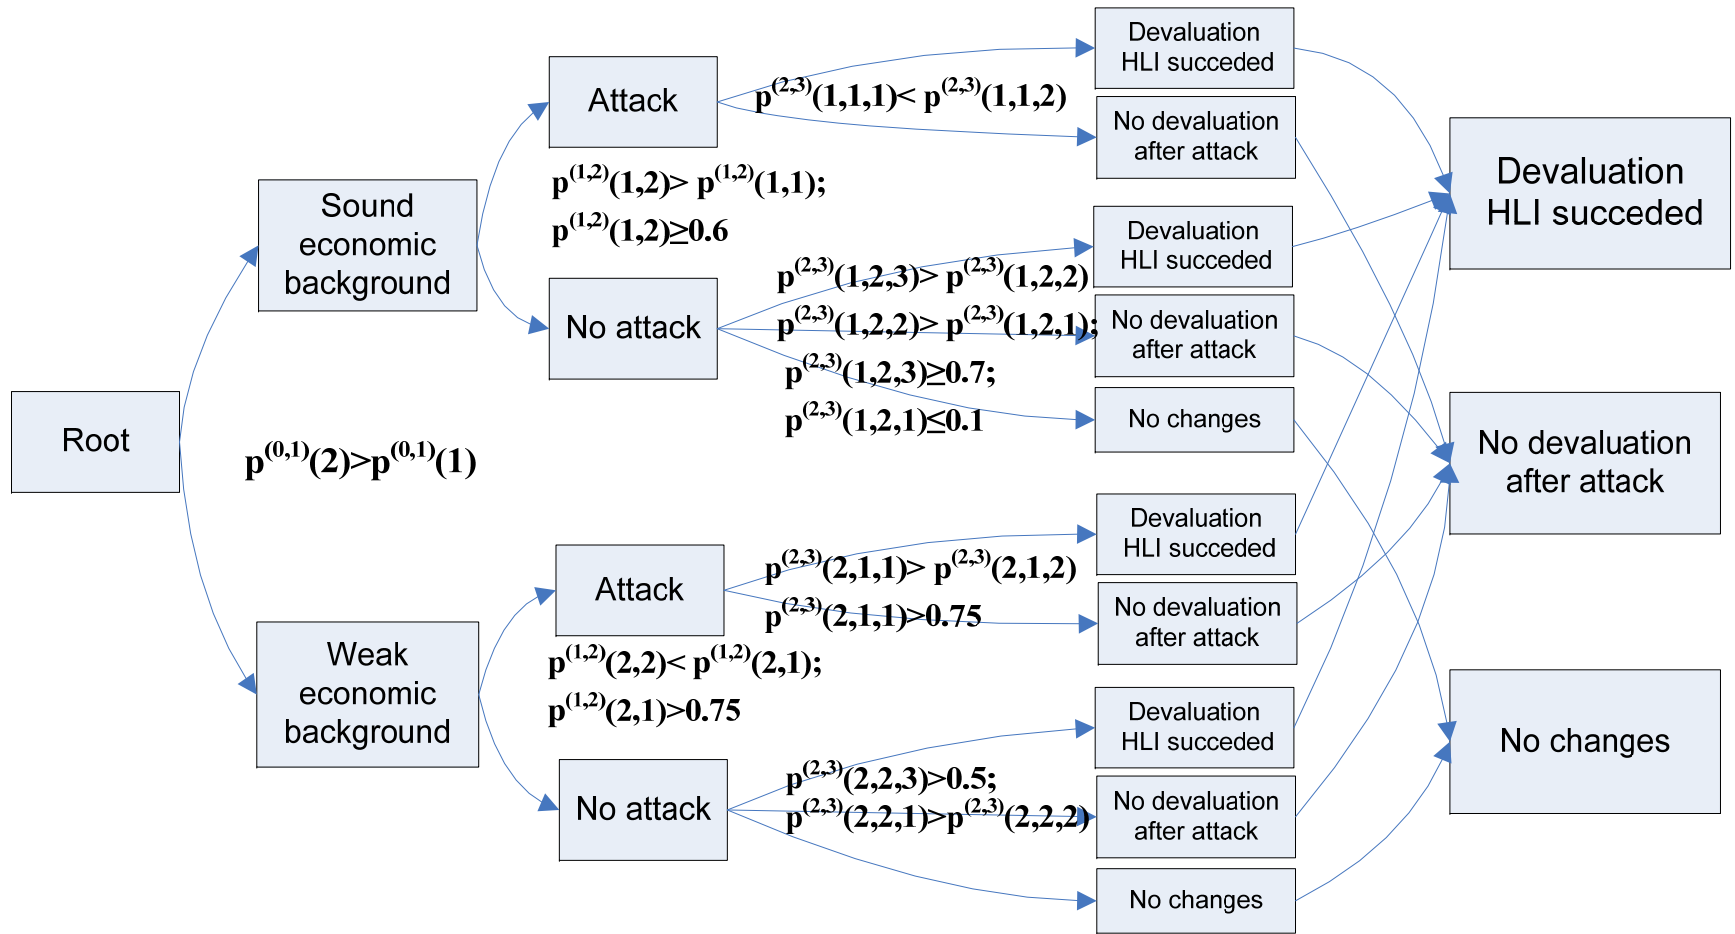 Root
p^(0,1)(2)>p^(0,1)(1)
Sound
economic
background
Weak
economic
background
Attack
p^(1,2)(1,2)> p^(1,2)(1,1);
p^(1,2)(1,2)≥0.6
No attack
Attack
p^(1,2)(2,2)< p^(1,2)(2,1);
p^(1,2)(2,1)>0.75
No attack
p^(2,3)(1,1,1)< p^(2,3)(1,1,2)
p^(2,3)(1,2,3)> p^(2,3)(1,2,2)
p^(2,3)(1,2,2)> p^(2,3)(1,2,1);
p^(2,3)(1,2,3)≥0.7;
p^(2,3)(1,2,1)≤0.1
p^(2,3)(2,1,1)> p^(2,3)(2,1,2)
p^(2,3)(2,1,1)>0.75
p^(2,3)(2,2,3)>0.5;
p^(2,3)(2,2,1)>p^(2,3)(2,2,2)
Devaluation
HLI succeded
No devaluation
after attack
Devaluation
HLI succeded
No devaluation
after attack
No changes
Devaluation
HLI succeded
No devaluation
after attack
Devaluation
HLI succeded
No devaluation
after attack
No changes
Devaluation
HLI succeded
No devaluation
after attack
No changes